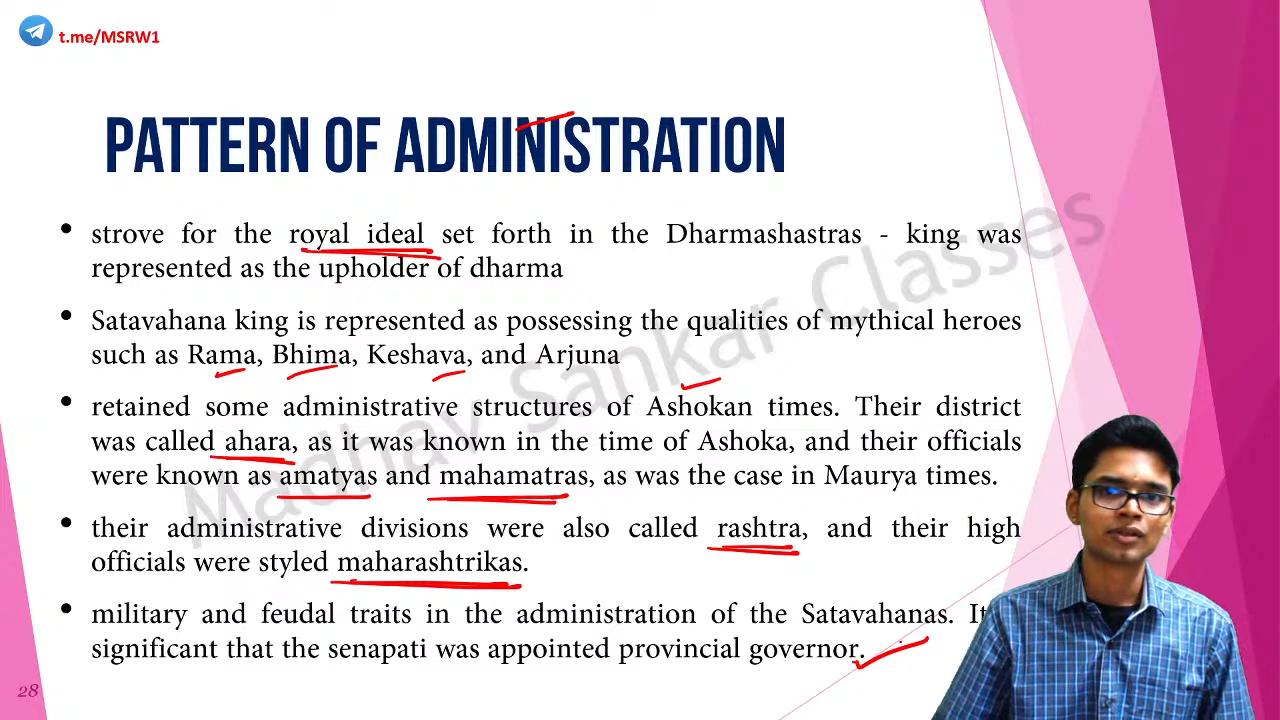 t.me/MSRW1
PATTERN OF ADMINISTRATION
• strove for the royal ideal set forth in the Dharmashastras - king was
represented as the upholder of dharma
• Satavahana king is represented as possessing the qualities of mythical heroes
such as Rama, Bhima, Keshava, and Arjuna
• retained some administrative structures of Ashokan times. Their district
was called ahara, as it was known in the time of Ashoka, and their officials
were known as amatyas and mahamatras, as was the case in Maurya times.
• their administrative divisions were also called rashtra, and their high
officials were styled maharashtrikas.
• military and feudal traits in the administration of the Satavahanas.
significant that the senapati was appointed provincial governor.
Madhav Sankar Classes
28